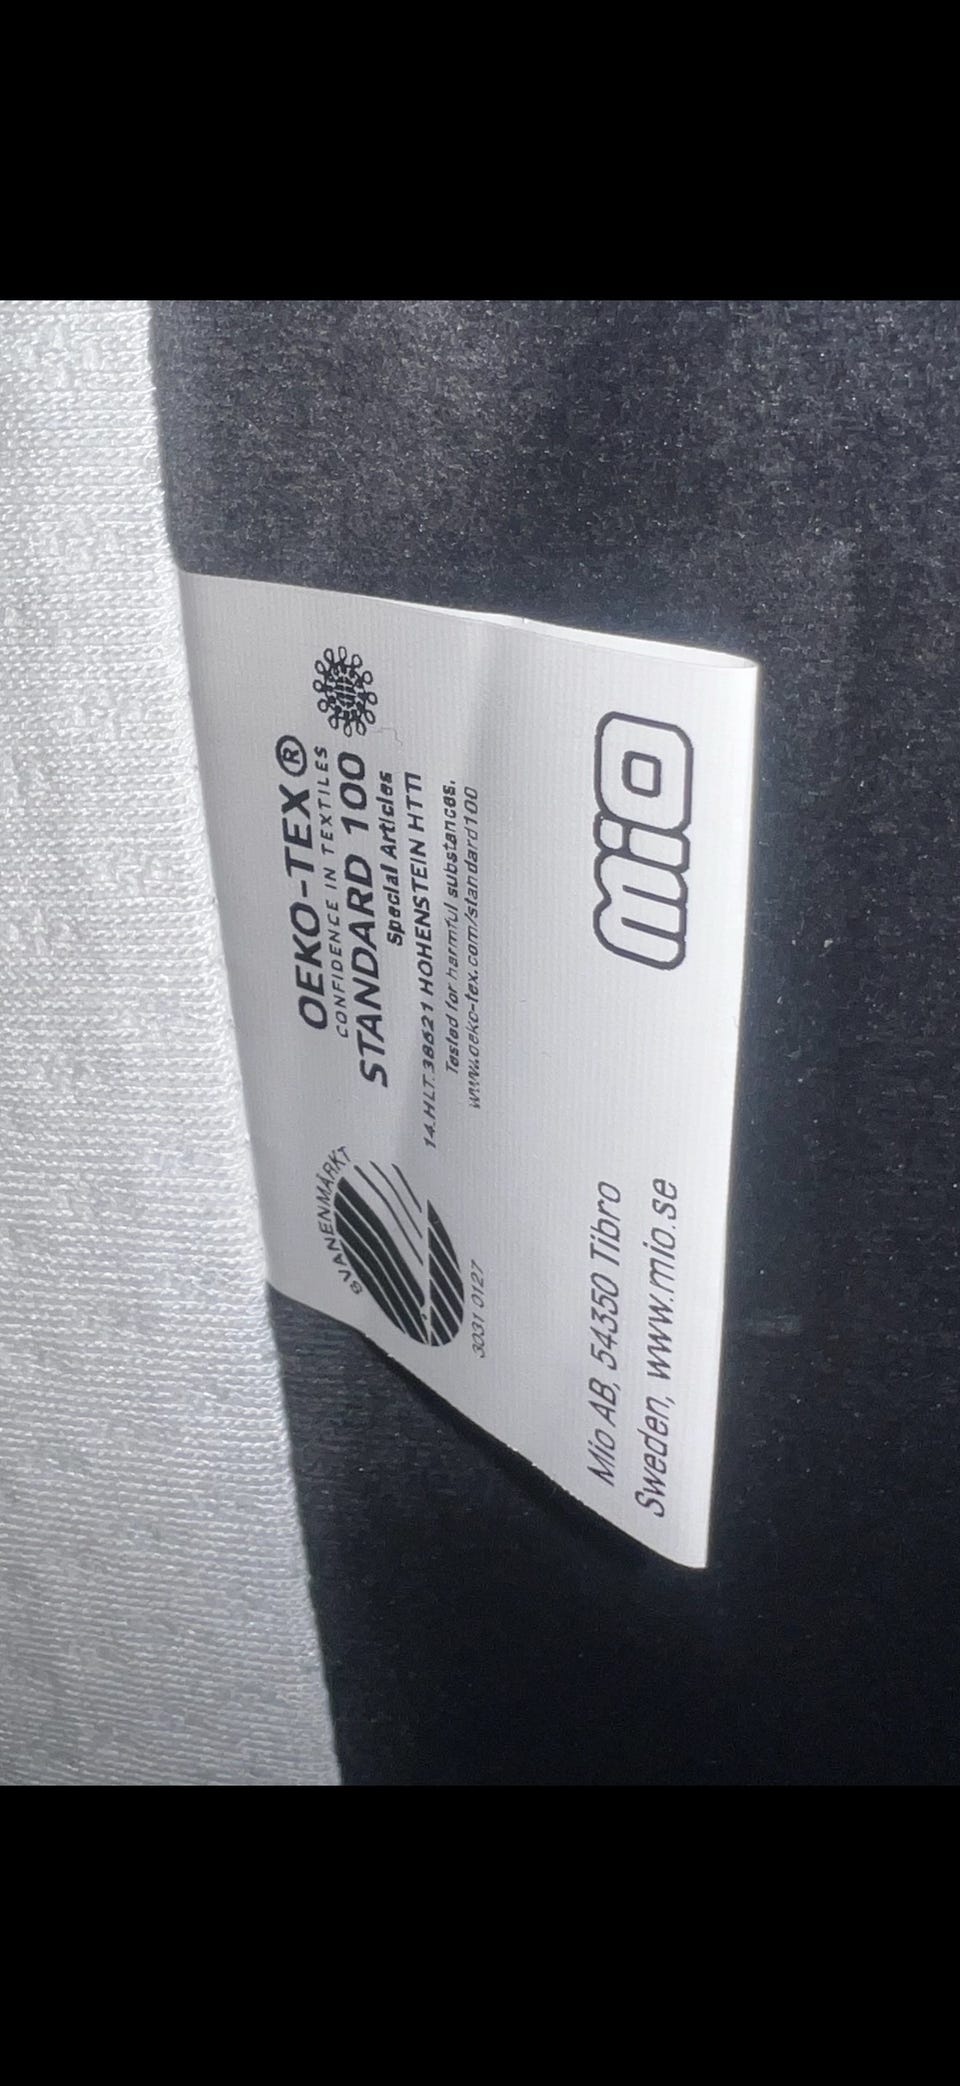 OEKO-TEX®
CONFIDENCE IN TEXTILES
STANDARD 100
Special Articles
14.HLT.38621 HOHENSTEIN HTTI
Tested for harmful substances.
www.oeko-tex.com/standard100
SVANENMÄRKT
3031 0127
Mio AB, 54350 Tibro
Sweden, www.mio.se
mio